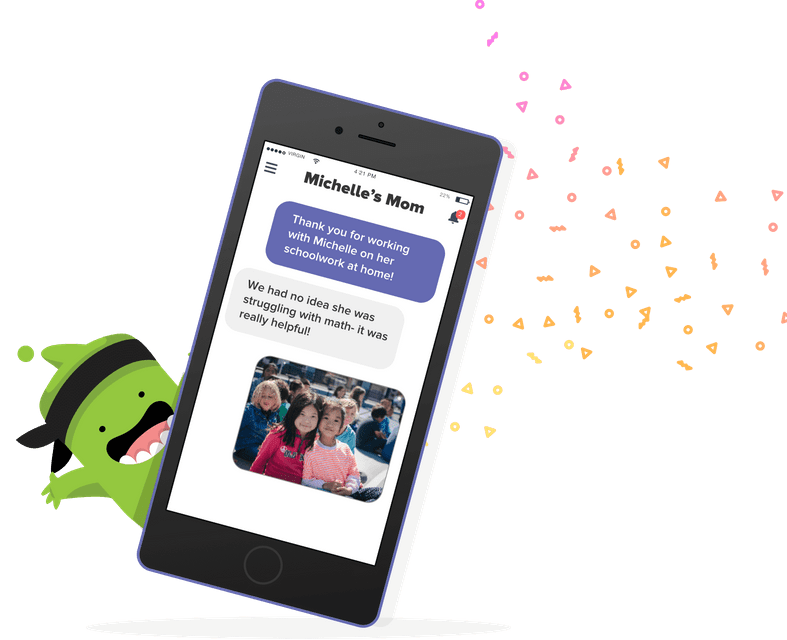 VIRGIN
4:21 PM
22%
Michelle's Mom
2
Thank you for working
with Michelle on her
schoolwork at home!
We had no idea she was
struggling with math- it was
really helpful!